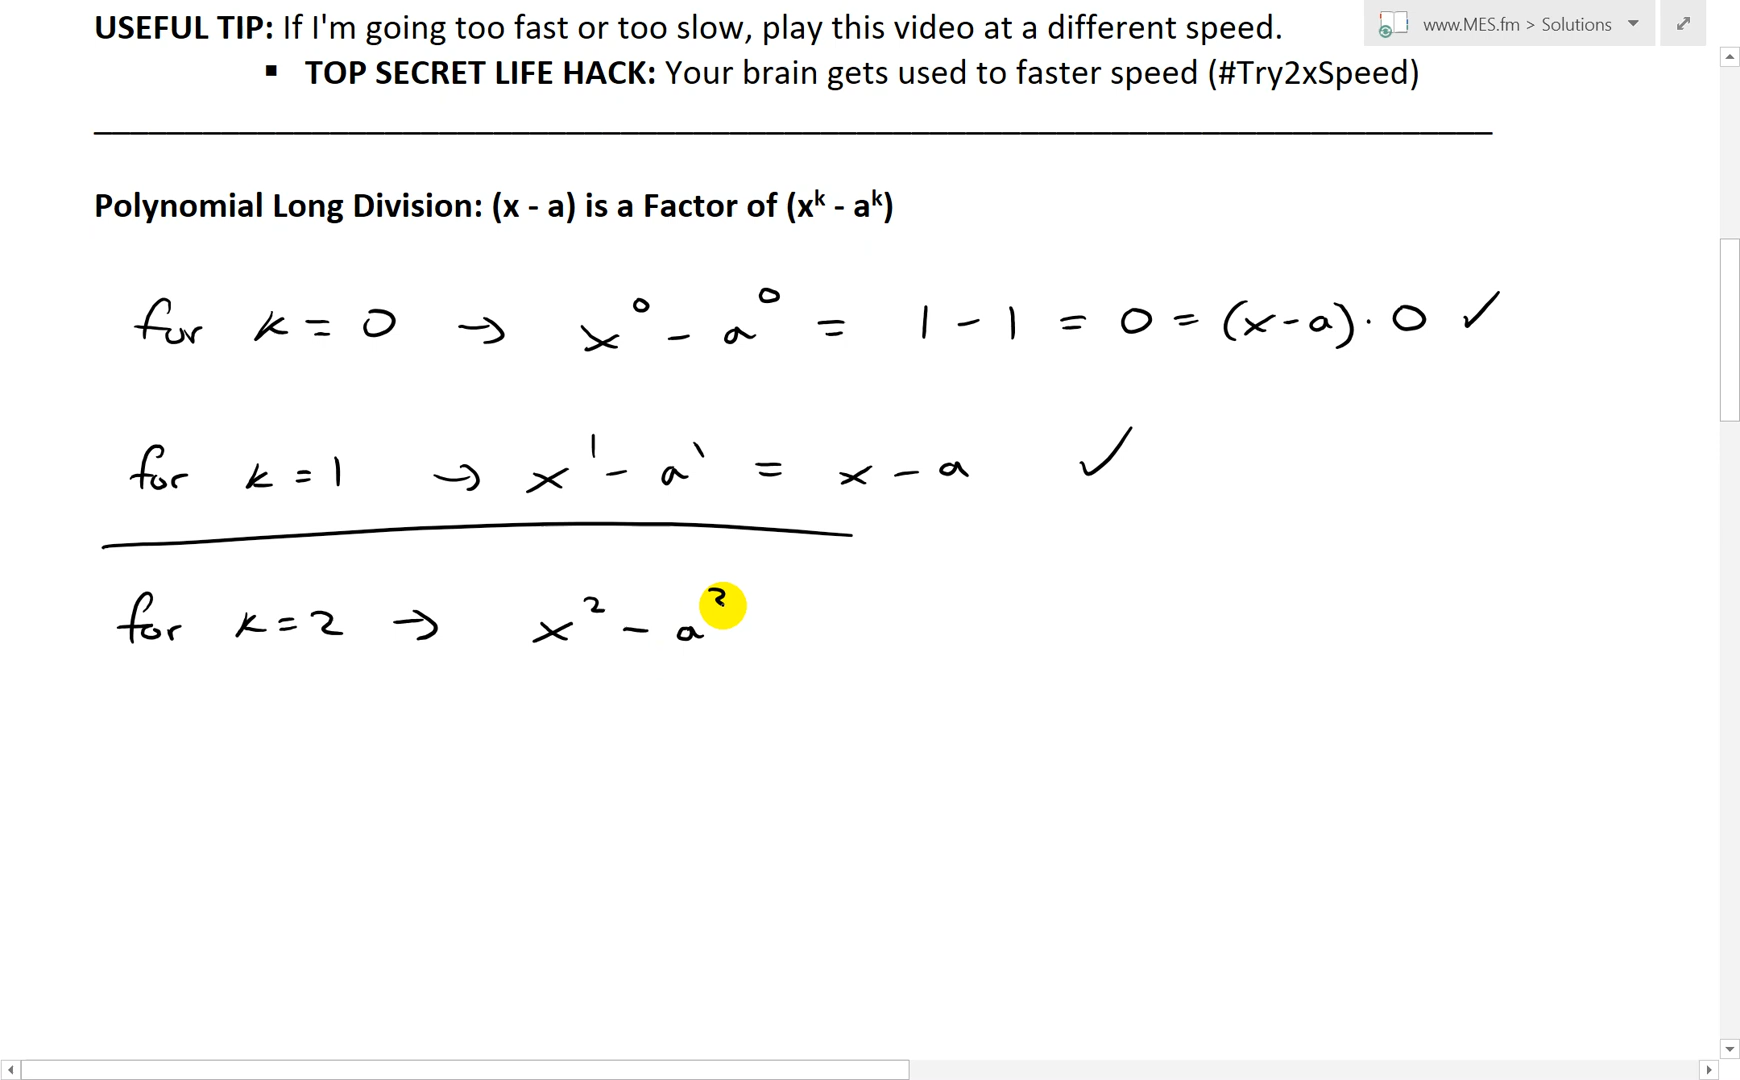 USEFUL TIP: If I'm going too fast or too slow, play this video at a different speed.
www.MES.fm > Solutions
▪ TOP SECRET LIFE HACK: Your brain gets used to faster speed (#Try2xSpeed)
Polynomial Long Division: (x - a) is a Factor of (xᵏ - aᵏ)
for k = 0 → x⁰ - a⁰ = 1 - 1 = 0 = (x-a) · 0 ✓
for k = 1 → x¹ - a¹ = x - a ✓
for k = 2 → x² - a²